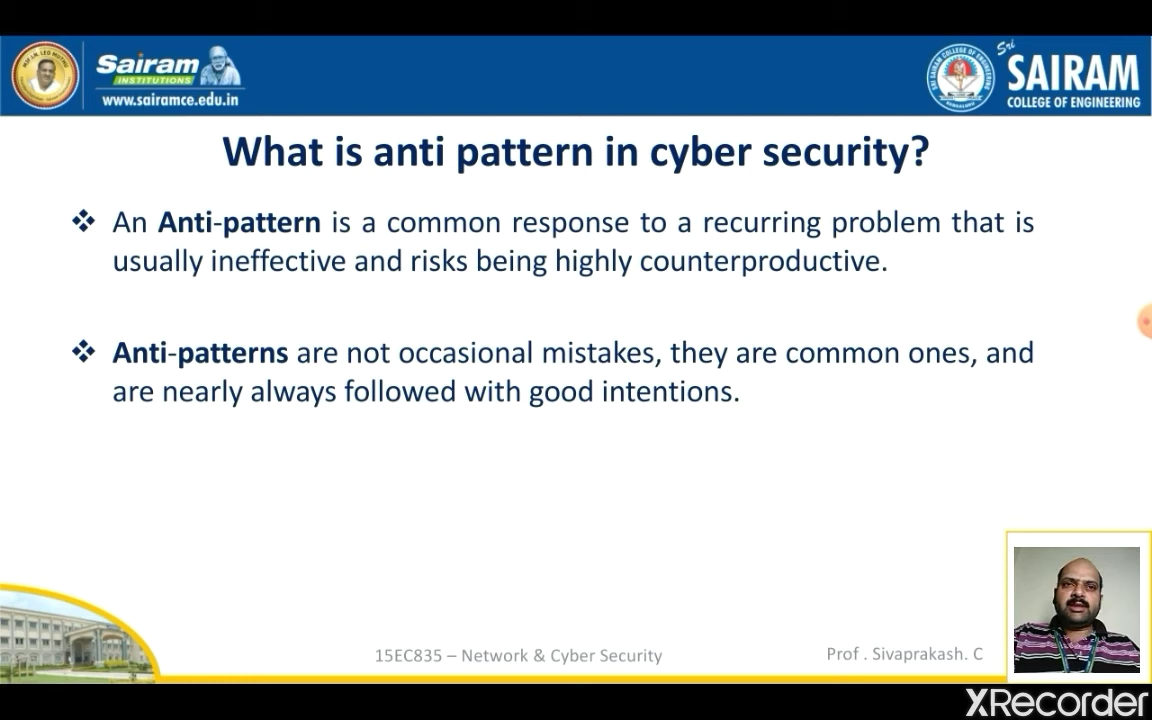 Sairam
INSTITUTIONS
www.sairamce.edu.in
Sri
SAIRAM
COLLEGE OF ENGINEERING
What is anti pattern in cyber security?
❖ An Anti-pattern is a common response to a recurring problem that is
usually ineffective and risks being highly counterproductive.
❖ Anti-patterns are not occasional mistakes, they are common ones, and
are nearly always followed with good intentions.
15EC835 – Network & Cyber Security
Prof . Sivaprakash. C
XRecorder